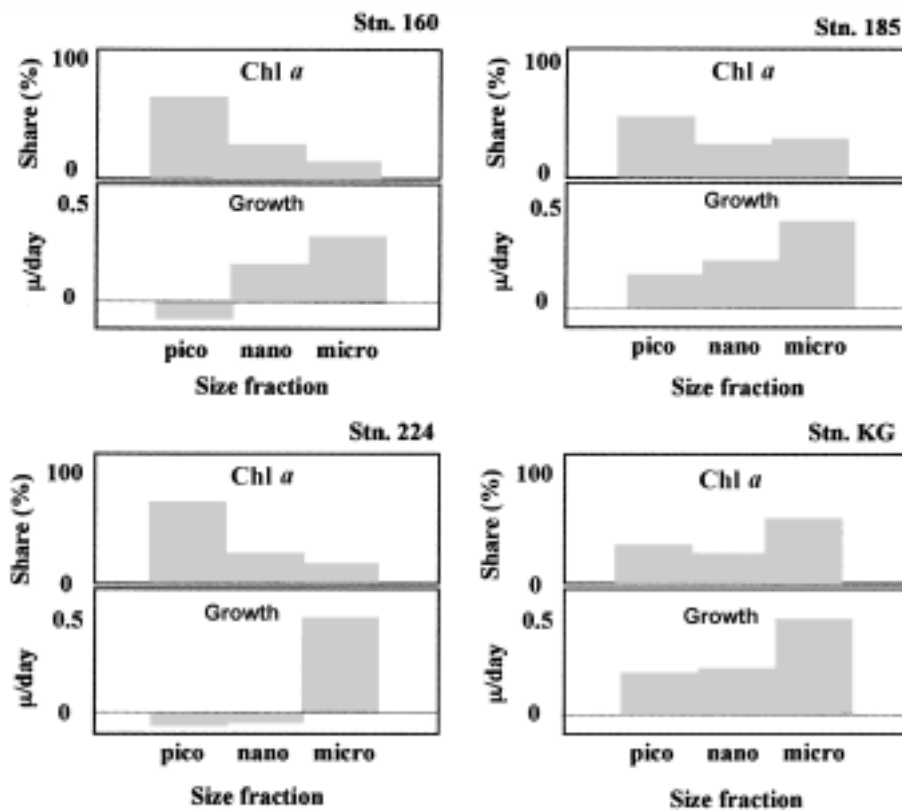 Stn. 160
100
Chl a
Share (%)
0
0.5
Growth
μ/day
0
pico nano micro
Size fraction
Stn. 185
100
Chl a
Share (%)
0
0.5
Growth
μ/day
0
pico nano micro
Size fraction
Stn. 224
100
Chl a
Share (%)
0
0.5
Growth
μ/day
0
pico nano micro
Size fraction
Stn. KG
100
Chl a
Share (%)
0
0.5
Growth
μ/day
0
pico nano micro
Size fraction